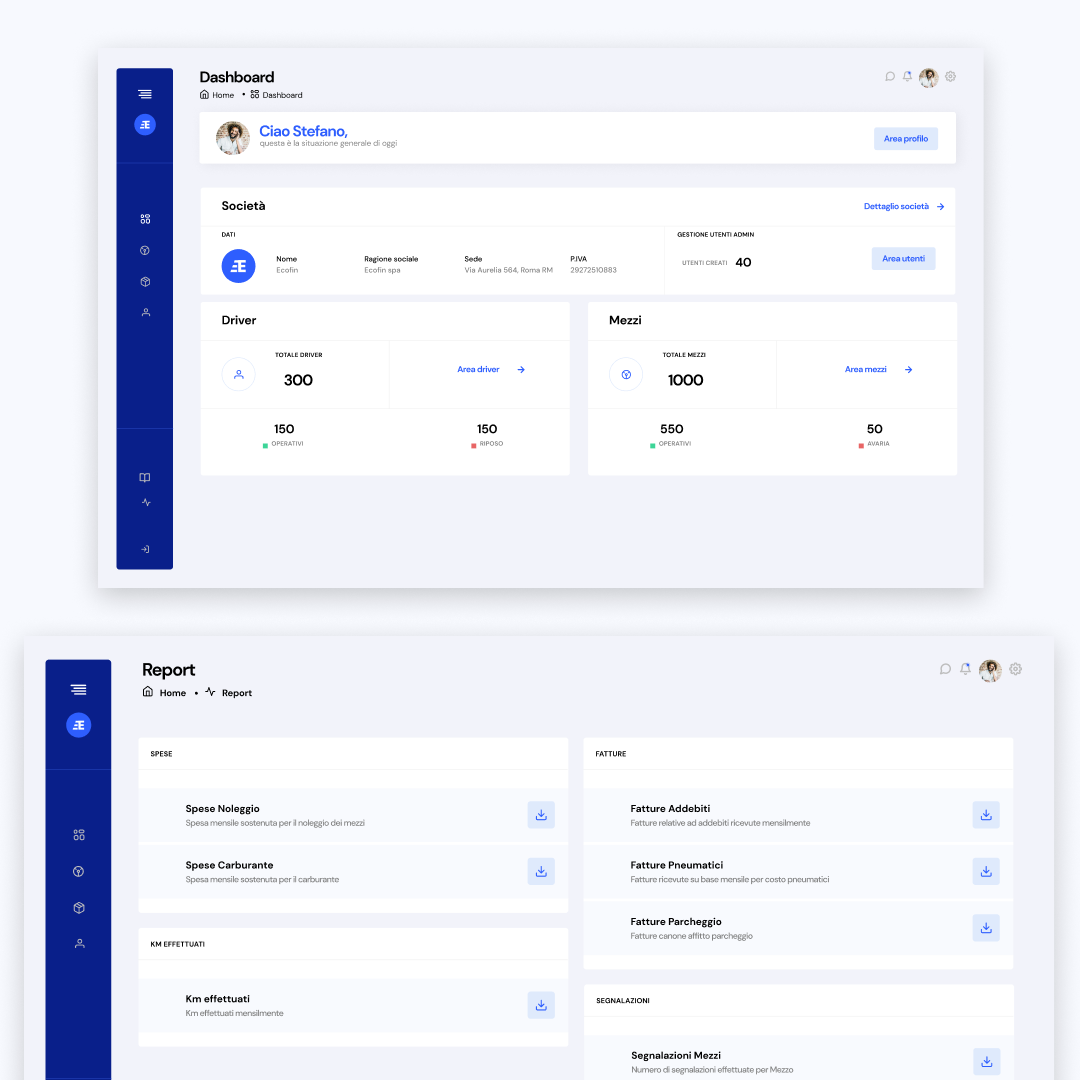 Dashboard
Home • Dashboard
Ciao Stefano,
questa è la situazione generale di oggi
Area profilo
Società
Dettaglio società
DATI
GESTIONE UTENTI ADMIN
Nome
Ecofin
Ragione sociale
Ecofin spa
Sede
Via Aurelia 564, Roma RM
P.IVA
29272510883
UTENTI CREATI 40
Area utenti
Driver
TOTALE DRIVER
300
Area driver
150
OPERATIVI
150
RIPOSO
Mezzi
TOTALE MEZZI
1000
Area mezzi
550
OPERATIVI
50
AVARIA
Report
Home • Report
SPESE
Spese Noleggio
Spesa mensile sostenuta per il noleggio dei mezzi
Spese Carburante
Spesa mensile sostenuta per il carburante
KM EFFETTUATI
Km effettuati
Km effettuati mensilmente
FATTURE
Fatture Addebiti
Fatture relative ad addebiti ricevute mensilmente
Fatture Pneumatici
Fatture ricevute su base mensile per costo pneumatici
Fatture Parcheggio
Fatture canone affitto parcheggio
SEGNALAZIONI
Segnalazioni Mezzi
Numero di segnalazioni effettuate per Mezzo